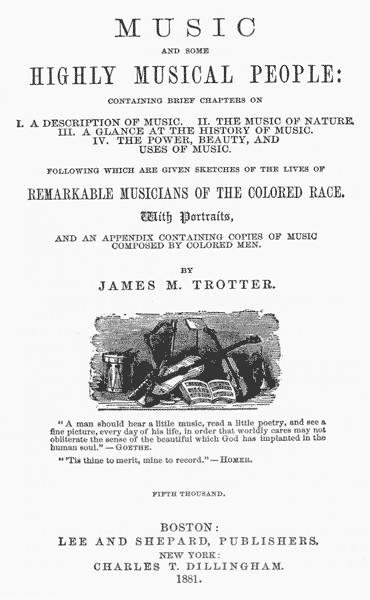 MUSIC
AND SOME
HIGHLY MUSICAL PEOPLE:
CONTAINING BRIEF CHAPTERS ON
I. A DESCRIPTION OF MUSIC. II. THE MUSIC OF NATURE.
III. A GLANCE AT THE HISTORY OF MUSIC.
IV. THE POWER, BEAUTY, AND
USES OF MUSIC.
FOLLOWING WHICH ARE GIVEN SKETCHES OF THE LIVES OF
REMARKABLE MUSICIANS OF THE COLORED RACE.
With Portraits,
AND AN APPENDIX CONTAINING COPIES OF MUSIC
COMPOSED BY COLORED MEN.
BY
JAMES M. TROTTER.
"A man should hear a little music, read a little poetry, and see a
fine picture, every day of his life, in order that worldly cares may not
obliterate the sense of the beautiful which God has implanted in the
human soul." — GOETHE.
"'Tis thine to merit, mine to record." — HOMER.
FIFTH THOUSAND.
BOSTON:
LEE AND SHEPARD, PUBLISHERS.
NEW YORK:
CHARLES T. DILLINGHAM.
1881.